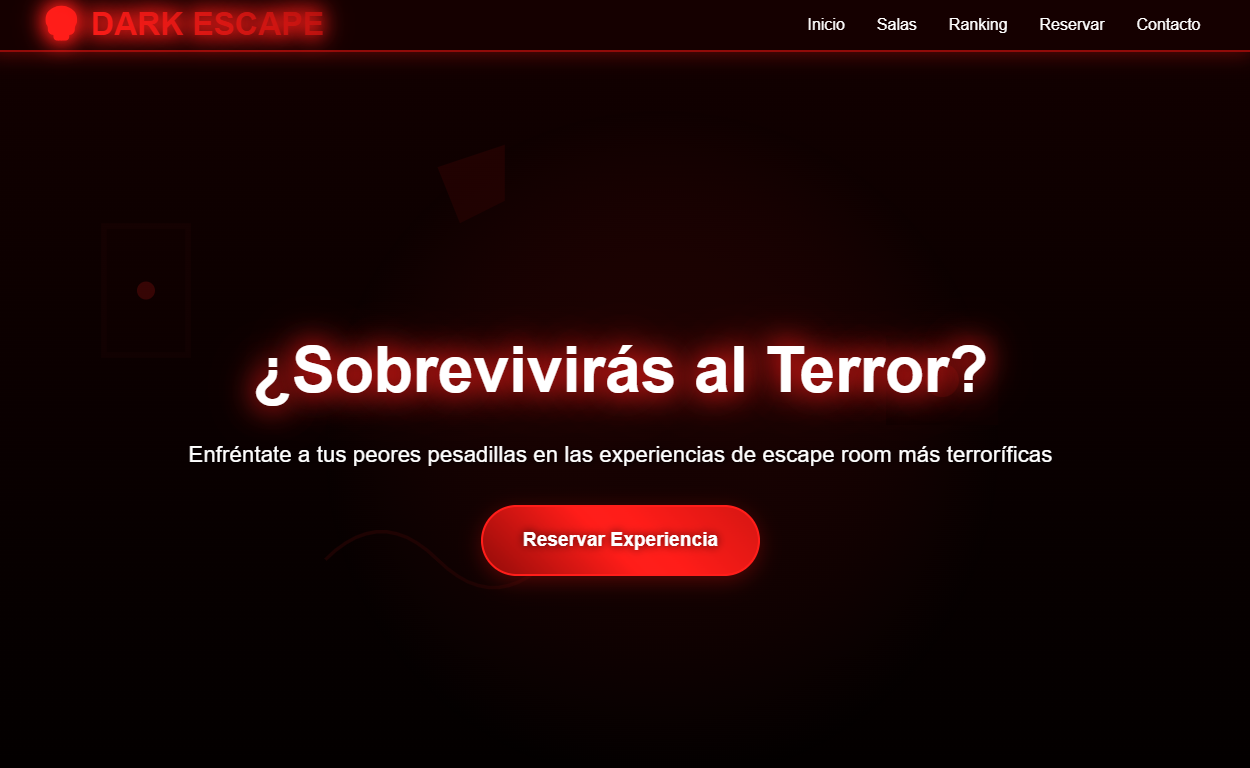 DARK ESCAPE
Inicio Salas Ranking Reservar Contacto
¿Sobrevivirás al Terror?
Enfréntate a tus peores pesadillas en las experiencias de escape room más terroríficas
Reservar Experiencia